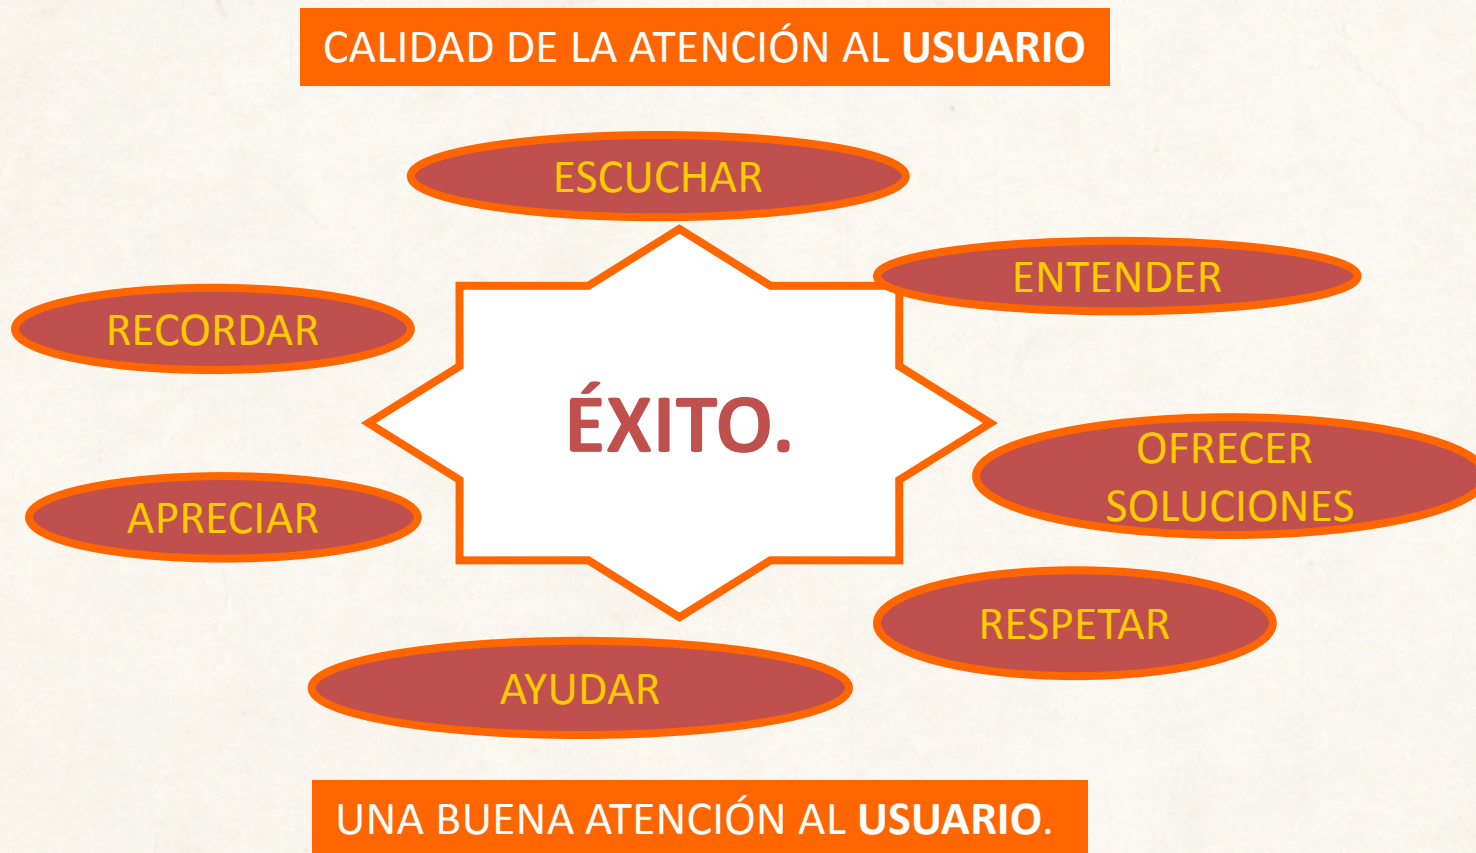 CALIDAD DE LA ATENCIÓN AL USUARIO
ESCUCHAR
ENTENDER
RECORDAR
ÉXITO.
OFRECER
SOLUCIONES
APRECIAR
RESPETAR
AYUDAR
UNA BUENA ATENCIÓN AL USUARIO.